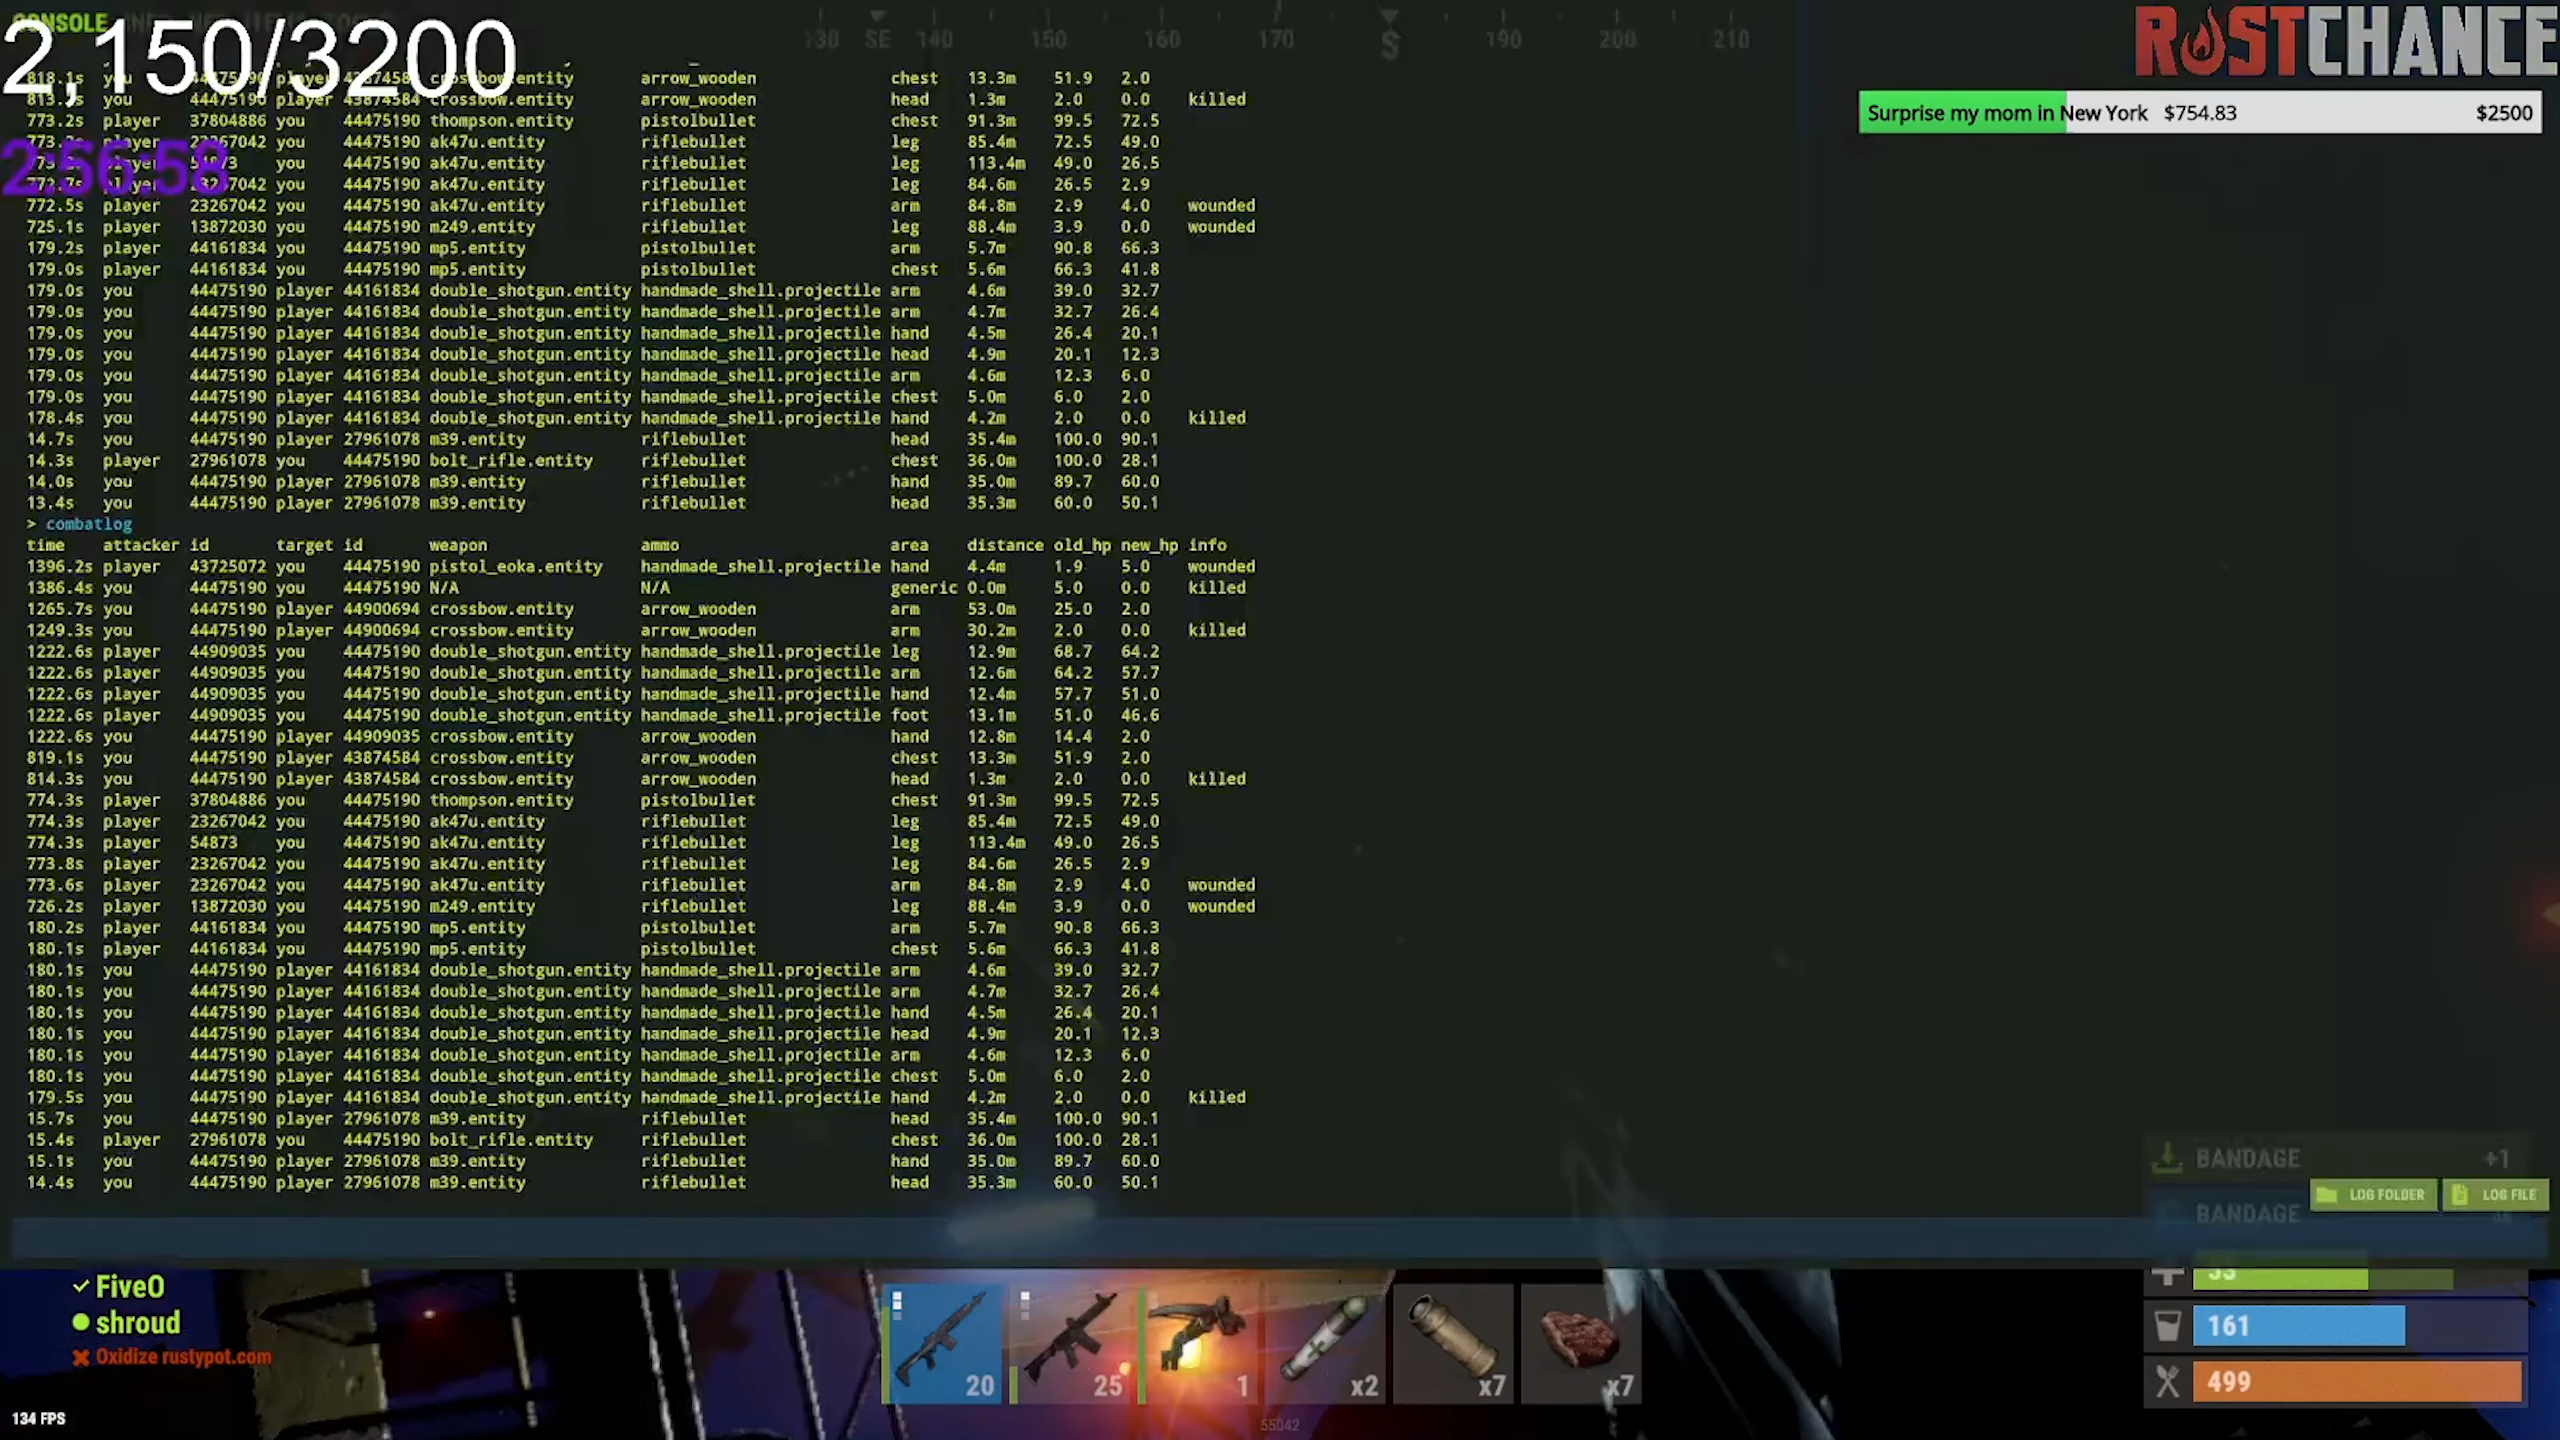 CONSOLE
2,150/3200
130 SE 140 150 160 170 S 190 200 210
RUSTCHANCE
Surprise my mom in New York $754.83 $2500
2:56:58
818.1s you 44475190 player 43874584 crossbow.entity arrow_wooden chest 13.3m 51.9 2.0
you 44475190 player 43874584 crossbow.entity arrow_wooden head 1.3m 2.0 0.0 killed
773.2s player 37804886 you 44475190 thompson.entity pistolbullet chest 91.3m 99.5 72.5
player 23267042 you 44475190 ak47u.entity riflebullet leg 85.4m 72.5 49.0
player 54873 you 44475190 ak47u.entity riflebullet leg 113.4m 49.0 26.5
772.7s player 23267042 you 44475190 ak47u.entity riflebullet leg 84.6m 26.5 2.9
772.5s player 23267042 you 44475190 ak47u.entity riflebullet arm 84.8m 2.9 4.0 wounded
725.1s player 13872030 you 44475190 m249.entity riflebullet leg 88.4m 3.9 0.0 wounded
179.2s player 44161834 you 44475190 mp5.entity pistolbullet arm 5.7m 90.8 66.3
179.0s player 44161834 you 44475190 mp5.entity pistolbullet chest 5.6m 66.3 41.8
179.0s you 44475190 player 44161834 double_shotgun.entity handmade_shell.projectile arm 4.6m 39.0 32.7
179.0s you 44475190 player 44161834 double_shotgun.entity handmade_shell.projectile arm 4.7m 32.7 26.4
179.0s you 44475190 player 44161834 double_shotgun.entity handmade_shell.projectile hand 4.5m 26.4 20.1
179.0s you 44475190 player 44161834 double_shotgun.entity handmade_shell.projectile head 4.9m 20.1 12.3
179.0s you 44475190 player 44161834 double_shotgun.entity handmade_shell.projectile arm 4.6m 12.3 6.0
179.0s you 44475190 player 44161834 double_shotgun.entity handmade_shell.projectile chest 5.0m 6.0 2.0
178.4s you 44475190 player 44161834 double_shotgun.entity handmade_shell.projectile hand 4.2m 2.0 0.0 killed
14.7s you 44475190 player 27961078 m39.entity riflebullet head 35.4m 100.0 90.1
14.3s player 27961078 you 44475190 bolt_rifle.entity riflebullet chest 36.0m 100.0 28.1
14.0s you 44475190 player 27961078 m39.entity riflebullet hand 35.0m 89.7 60.0
13.4s you 44475190 player 27961078 m39.entity riflebullet head 35.3m 60.0 50.1
> combatlog
time attacker id target id weapon ammo area distance old_hp new_hp info
1396.2s player 43725072 you 44475190 pistol_eoka.entity handmade_shell.projectile hand 4.4m 1.9 5.0 wounded
1386.4s you 44475190 you 44475190 N/A N/A generic 0.0m 5.0 0.0 killed
1265.7s you 44475190 player 44900694 crossbow.entity arrow_wooden arm 53.0m 25.0 2.0
1249.3s you 44475190 player 44900694 crossbow.entity arrow_wooden arm 30.2m 2.0 0.0 killed
1222.6s player 44909035 you 44475190 double_shotgun.entity handmade_shell.projectile leg 12.9m 68.7 64.2
1222.6s player 44909035 you 44475190 double_shotgun.entity handmade_shell.projectile arm 12.6m 64.2 57.7
1222.6s player 44909035 you 44475190 double_shotgun.entity handmade_shell.projectile hand 12.4m 57.7 51.0
1222.6s player 44909035 you 44475190 double_shotgun.entity handmade_shell.projectile foot 13.1m 51.0 46.6
1222.6s you 44475190 player 44909035 crossbow.entity arrow_wooden hand 12.8m 14.4 2.0
819.1s you 44475190 player 43874584 crossbow.entity arrow_wooden chest 13.3m 51.9 2.0
814.3s you 44475190 player 43874584 crossbow.entity arrow_wooden head 1.3m 2.0 0.0 killed
774.3s player 37804886 you 44475190 thompson.entity pistolbullet chest 91.3m 99.5 72.5
774.3s player 23267042 you 44475190 ak47u.entity riflebullet leg 85.4m 72.5 49.0
774.3s player 54873 you 44475190 ak47u.entity riflebullet leg 113.4m 49.0 26.5
773.8s player 23267042 you 44475190 ak47u.entity riflebullet leg 84.6m 26.5 2.9
773.6s player 23267042 you 44475190 ak47u.entity riflebullet arm 84.8m 2.9 4.0 wounded
726.2s player 13872030 you 44475190 m249.entity riflebullet leg 88.4m 3.9 0.0 wounded
180.2s player 44161834 you 44475190 mp5.entity pistolbullet arm 5.7m 90.8 66.3
180.1s player 44161834 you 44475190 mp5.entity pistolbullet chest 5.6m 66.3 41.8
180.1s you 44475190 player 44161834 double_shotgun.entity handmade_shell.projectile arm 4.6m 39.0 32.7
180.1s you 44475190 player 44161834 double_shotgun.entity handmade_shell.projectile arm 4.7m 32.7 26.4
180.1s you 44475190 player 44161834 double_shotgun.entity handmade_shell.projectile hand 4.5m 26.4 20.1
180.1s you 44475190 player 44161834 double_shotgun.entity handmade_shell.projectile head 4.9m 20.1 12.3
180.1s you 44475190 player 44161834 double_shotgun.entity handmade_shell.projectile arm 4.6m 12.3 6.0
180.1s you 44475190 player 44161834 double_shotgun.entity handmade_shell.projectile chest 5.0m 6.0 2.0
179.5s you 44475190 player 44161834 double_shotgun.entity handmade_shell.projectile hand 4.2m 2.0 0.0 killed
15.7s you 44475190 player 27961078 m39.entity riflebullet head 35.4m 100.0 90.1
15.4s player 27961078 you 44475190 bolt_rifle.entity riflebullet chest 36.0m 100.0 28.1
15.1s you 44475190 player 27961078 m39.entity riflebullet hand 35.0m 89.7 60.0
14.4s you 44475190 player 27961078 m39.entity riflebullet head 35.3m 60.0 50.1
BANDAGE +1
LOG FOLDER LOG FILE
BANDAGE
FiveO
shroud
Oxidize rustypot.com
20 25 1 x2 x7 x7
161
499
134 FPS
55042